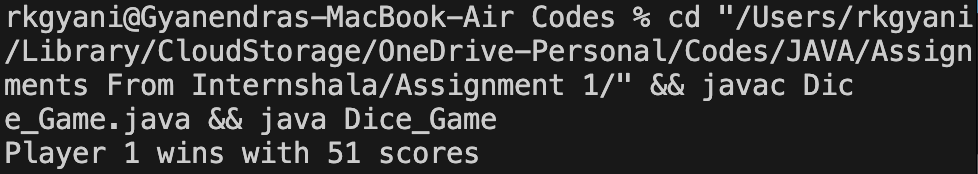 rkgyani@Gyanendras-MacBook-Air Codes % cd "/Users/rkgyani
/Library/CloudStorage/OneDrive-Personal/Codes/JAVA/Assign
ments From Internshala/Assignment 1/" && javac Dic
e_Game.java && java Dice_Game
Player 1 wins with 51 scores